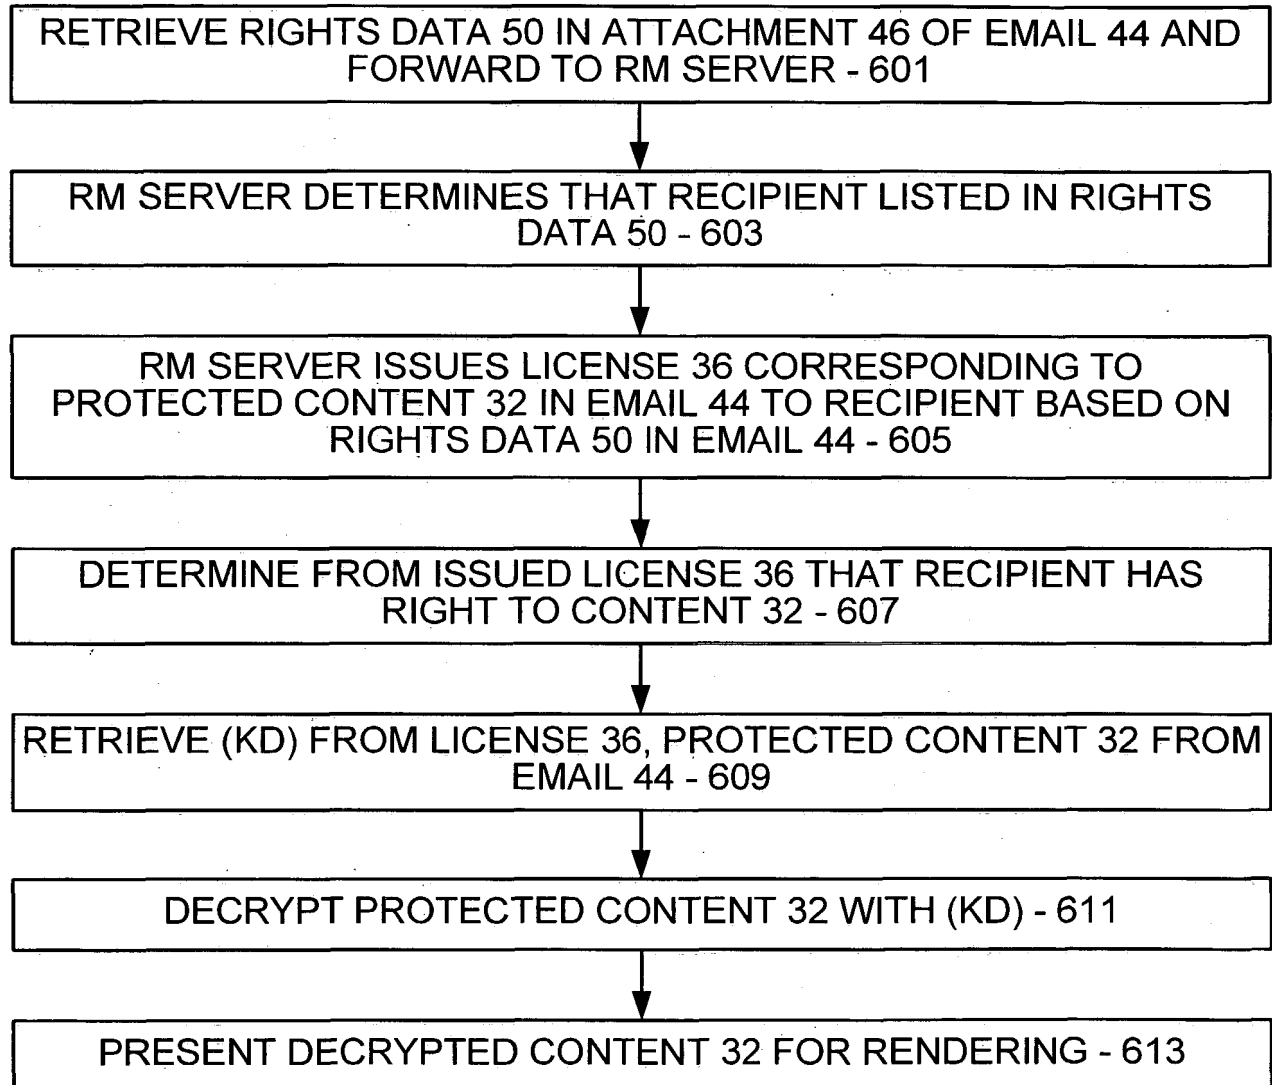 RETRIEVE RIGHTS DATA 50 IN ATTACHMENT 46 OF EMAIL 44 AND
FORWARD TO RM SERVER - 601
RM SERVER DETERMINES THAT RECIPIENT LISTED IN RIGHTS
DATA 50 - 603
RM SERVER ISSUES LICENSE 36 CORRESPONDING TO
PROTECTED CONTENT 32 IN EMAIL 44 TO RECIPIENT BASED ON
RIGHTS DATA 50 IN EMAIL 44 - 605
DETERMINE FROM ISSUED LICENSE 36 THAT RECIPIENT HAS
RIGHT TO CONTENT 32 - 607
RETRIEVE (KD) FROM LICENSE 36, PROTECTED CONTENT 32 FROM
EMAIL 44 - 609
DECRYPT PROTECTED CONTENT 32 WITH (KD) - 611
PRESENT DECRYPTED CONTENT 32 FOR RENDERING - 613